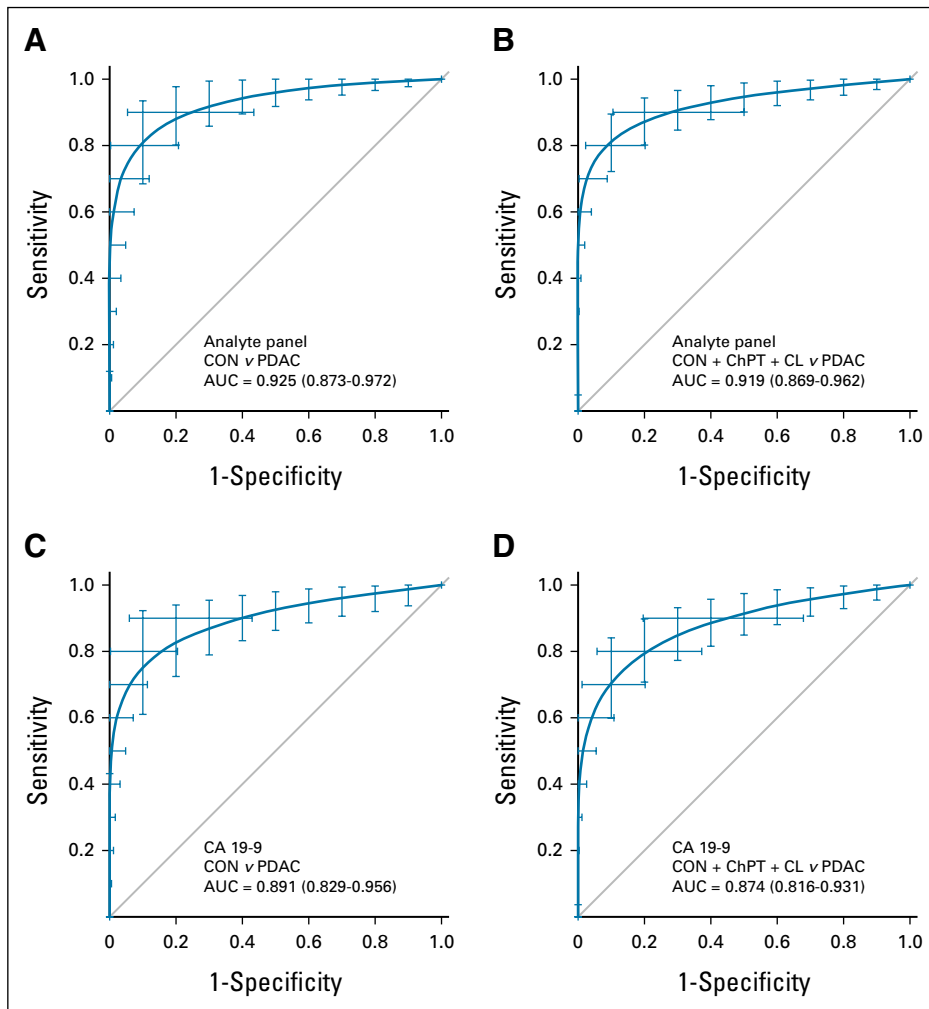 A
1.0
0.8
0.6
0.4
0.2
0
0.2
0.4
0.6
0.8
1.0
Sensitivity
1-Specificity
Analyte panel
CON v PDAC
AUC = 0.925 (0.873-0.972)
B
1.0
0.8
0.6
0.4
0.2
0
0.2
0.4
0.6
0.8
1.0
Sensitivity
1-Specificity
Analyte panel
CON + ChPT + CL v PDAC
AUC = 0.919 (0.869-0.962)
C
1.0
0.8
0.6
0.4
0.2
0
0.2
0.4
0.6
0.8
1.0
Sensitivity
1-Specificity
CA 19-9
CON v PDAC
AUC = 0.891 (0.829-0.956)
D
1.0
0.8
0.6
0.4
0.2
0
0.2
0.4
0.6
0.8
1.0
Sensitivity
1-Specificity
CA 19-9
CON + ChPT + CL v PDAC
AUC = 0.874 (0.816-0.931)